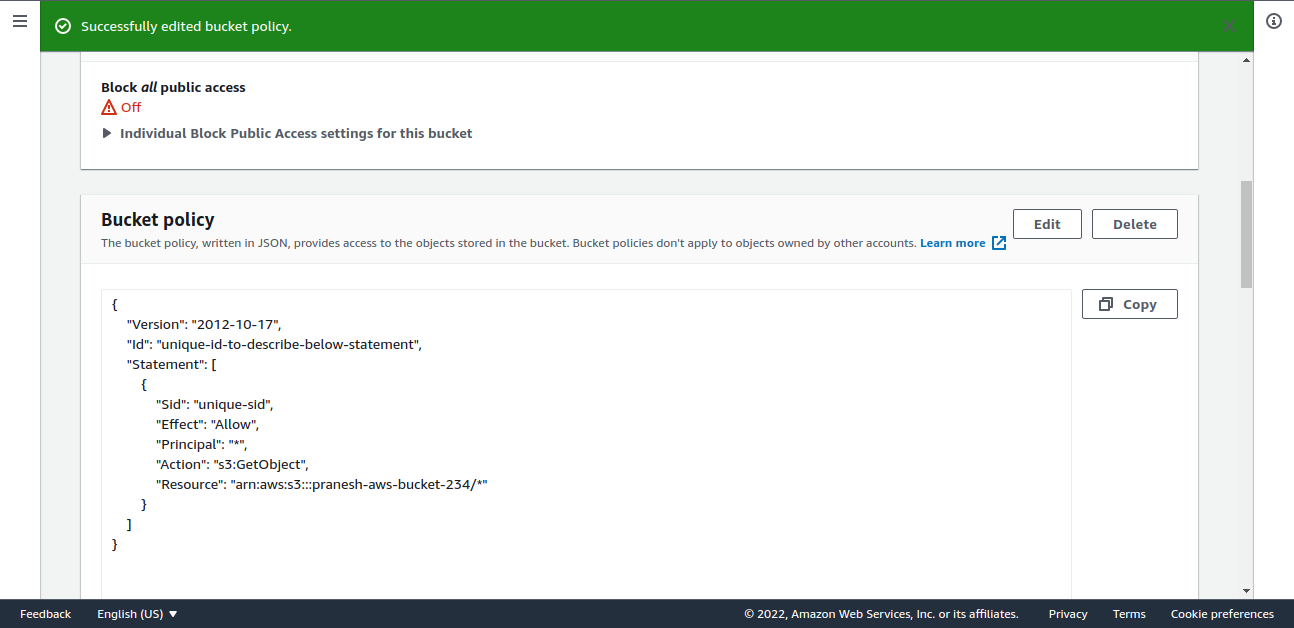 Successfully edited bucket policy.
Block all public access
Off
Individual Block Public Access settings for this bucket
Bucket policy
Edit
Delete
The bucket policy, written in JSON, provides access to the objects stored in the bucket. Bucket policies don't apply to objects owned by other accounts. Learn more
Copy
{
"Version": "2012-10-17",
"Id": "unique-id-to-describe-below-statement",
"Statement": [
{
"Sid": "unique-sid",
"Effect": "Allow",
"Principal": "*",
"Action": "s3:GetObject",
"Resource": "arn:aws:s3:::pranesh-aws-bucket-234/*"
}
]
}
Feedback English (US) © 2022, Amazon Web Services, Inc. or its affiliates. Privacy Terms Cookie preferences